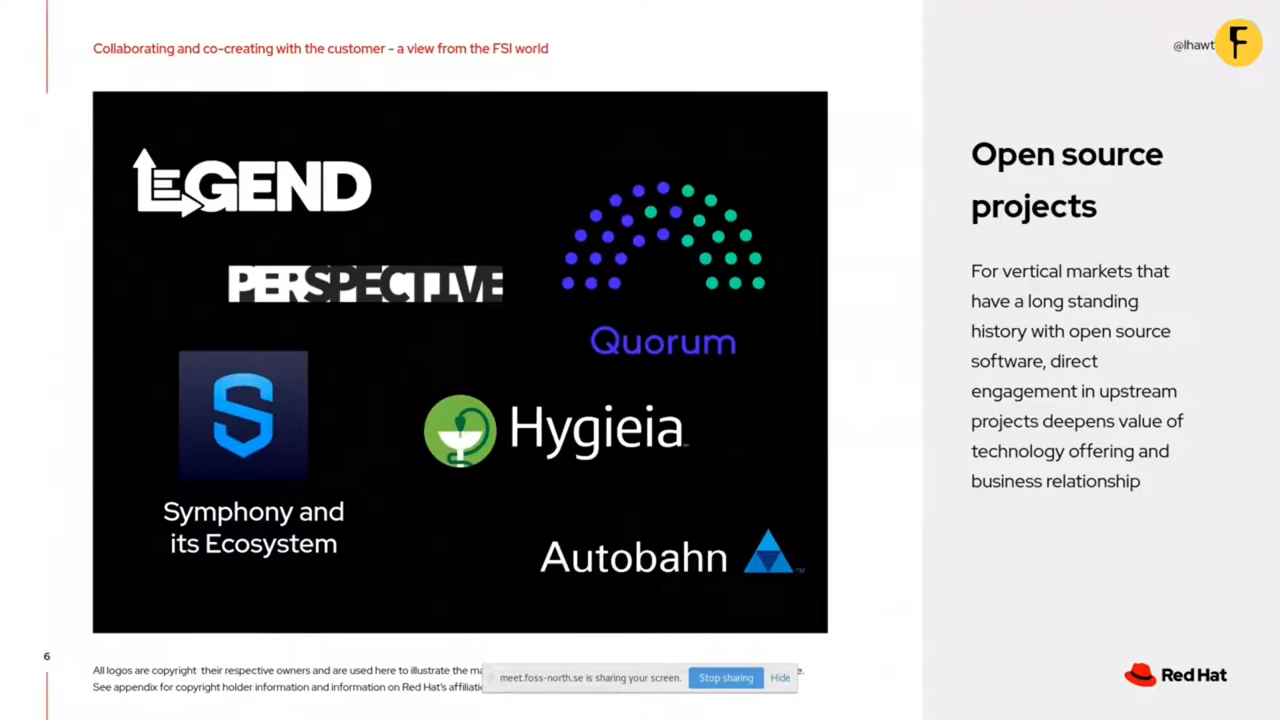 Collaborating and co-creating with the customer - a view from the FSI world
@lhawt
F
LEGEND
PERSPECTIVE
Quorum
Hygieia
Symphony and
its Ecosystem
Autobahn
TM
Open source
projects
For vertical markets that
have a long standing
history with open source
software, direct
engagement in upstream
projects deepens value of
technology offering and
business relationship
6
All logos are copyright their respective owners and are used here to illustrate the
See appendix for copyright holder information and information on Red Hat's
meet.foss-north.se is sharing your screen.
Stop sharing
Hide
Red Hat